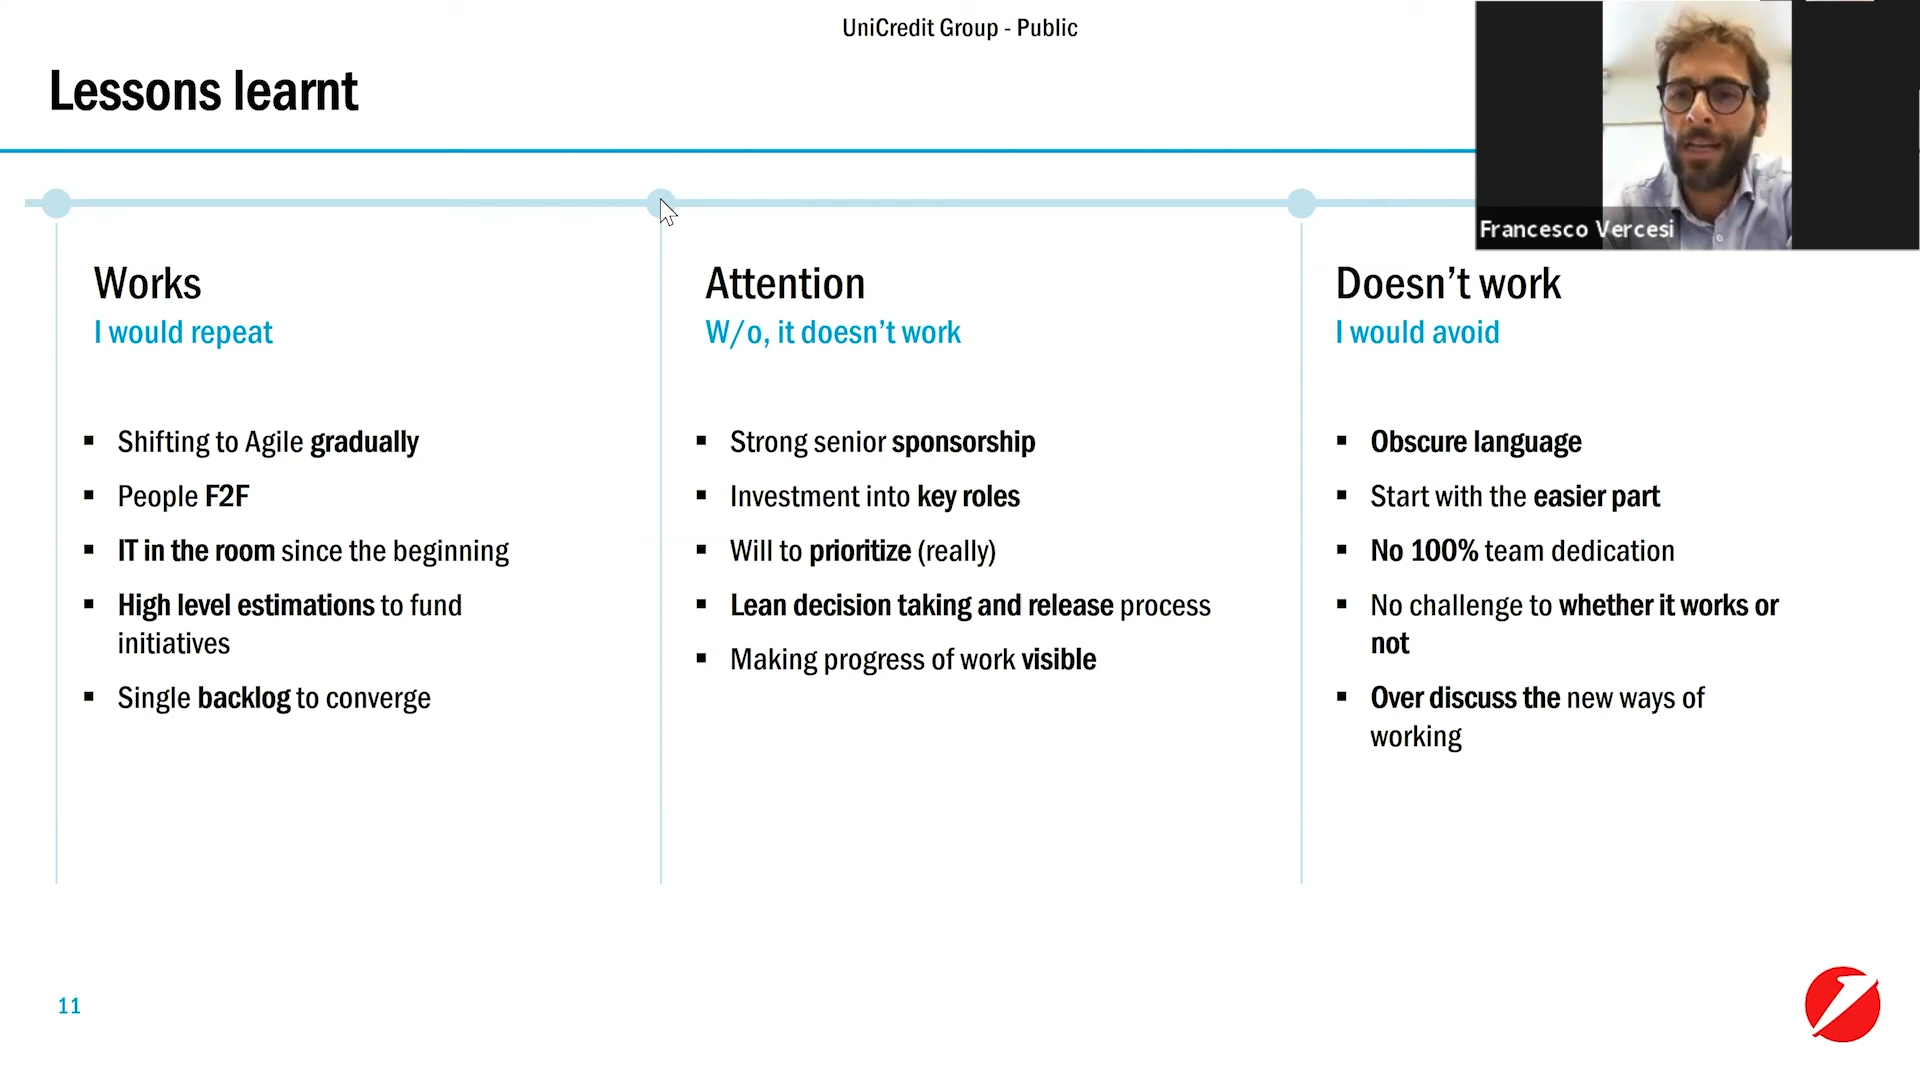 UniCredit Group - Public
Lessons learnt
Francesco Vercesi
Works
I would repeat
▪ Shifting to Agile gradually
▪ People F2F
▪ IT in the room since the beginning
▪ High level estimations to fund
initiatives
▪ Single backlog to converge
Attention
W/o, it doesn’t work
▪ Strong senior sponsorship
▪ Investment into key roles
▪ Will to prioritize (really)
▪ Lean decision taking and release process
▪ Making progress of work visible
Doesn’t work
I would avoid
▪ Obscure language
▪ Start with the easier part
▪ No 100% team dedication
▪ No challenge to whether it works or
not
▪ Over discuss the new ways of
working
11